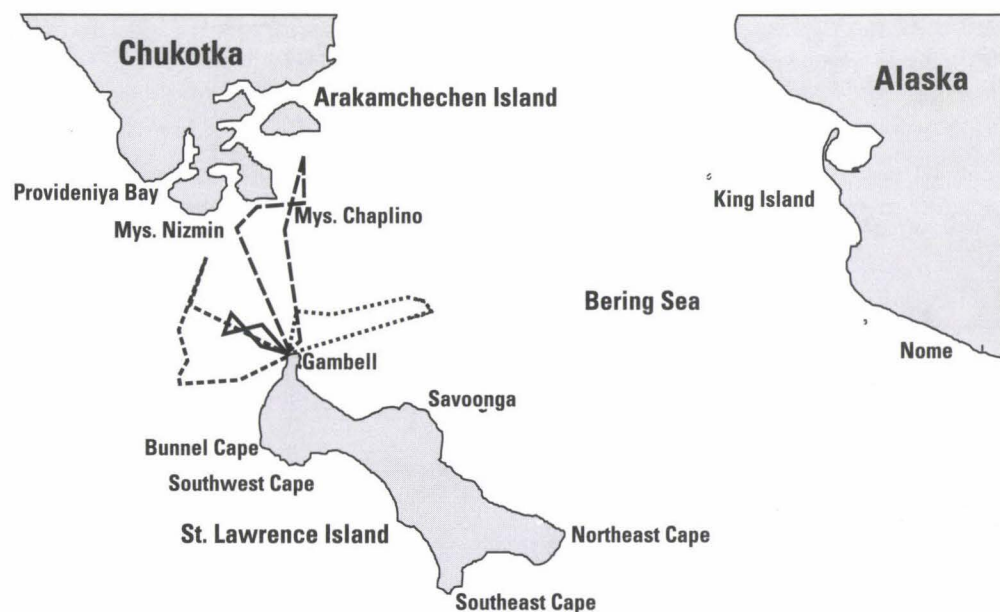 Chukotka
Alaska
Arakamchechen Island
Provideniya Bay
King Island
Mys. Chaplino
Mys. Nizmin
Bering Sea
Nome
Gambell
Savoonga
Bunnel Cape
Southwest Cape
St. Lawrence Island
Northeast Cape
Southeast Cape